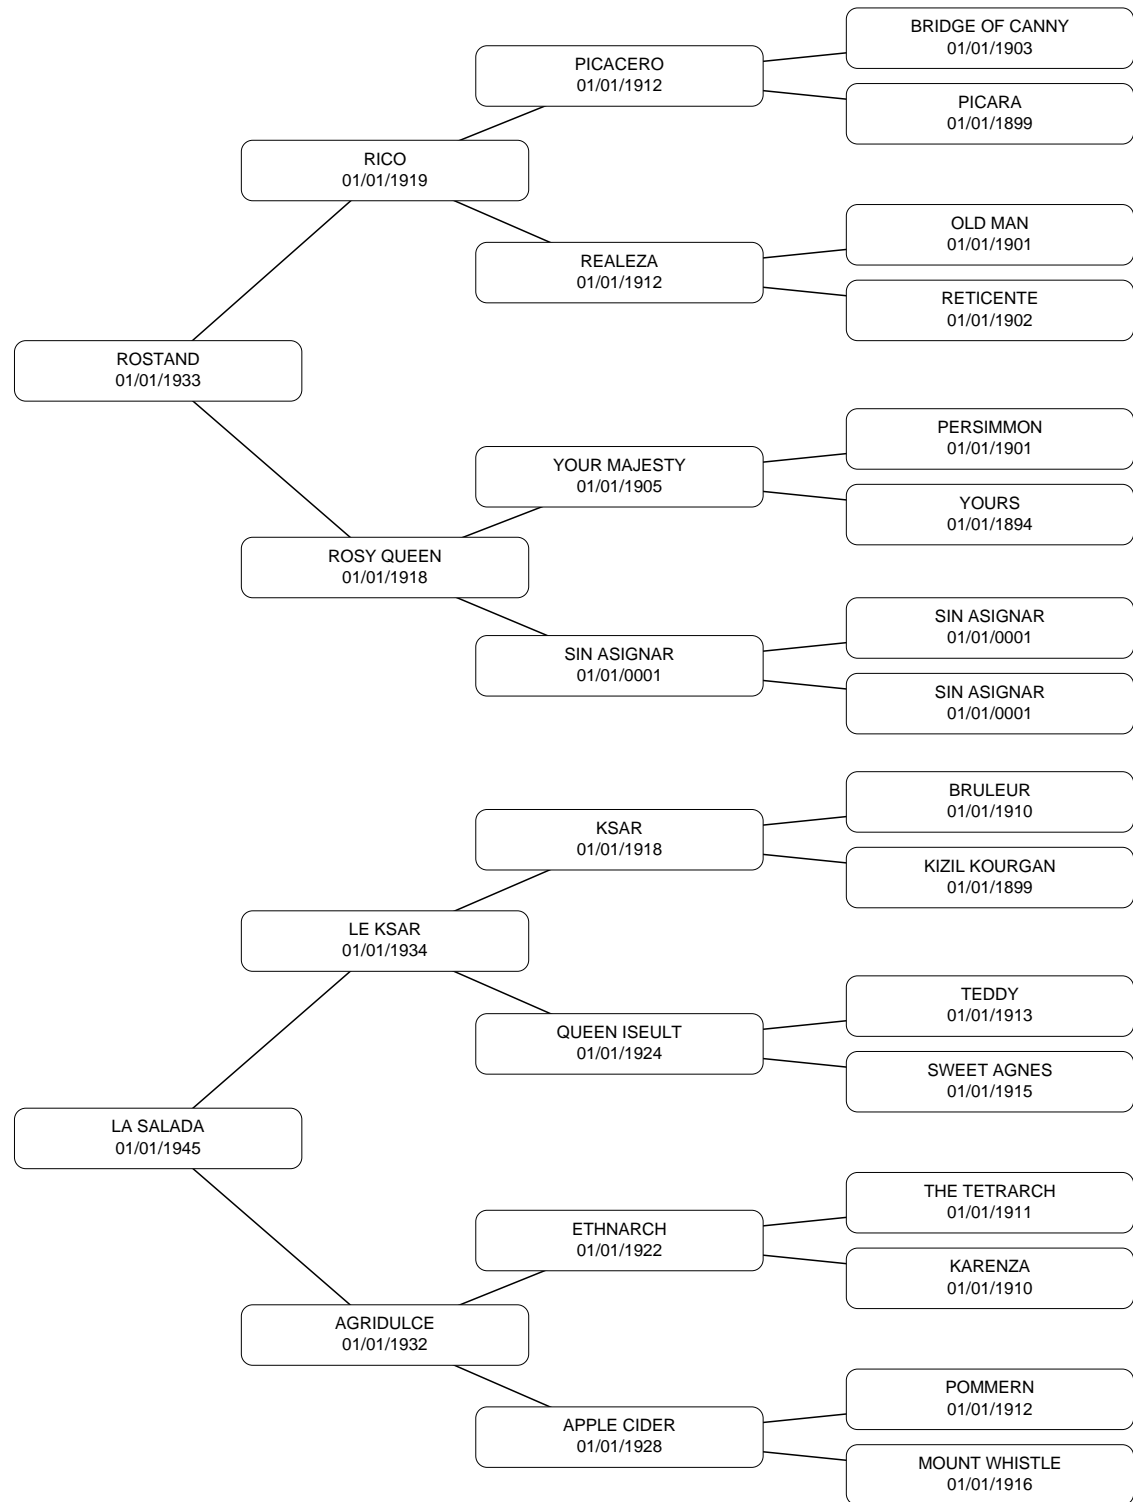 BRIDGE OF CANNY
01/01/1903
PICACERO
01/01/1912
PICARA
01/01/1899
RICO
01/01/1919
OLD MAN
01/01/1901
REALEZA
01/01/1912
RETICENTE
01/01/1902
ROSTAND
01/01/1933
PERSIMMON
01/01/1901
YOUR MAJESTY
01/01/1905
YOURS
01/01/1894
ROSY QUEEN
01/01/1918
SIN ASIGNAR
01/01/0001
SIN ASIGNAR
01/01/0001
SIN ASIGNAR
01/01/0001
BRULEUR
01/01/1910
KSAR
01/01/1918
KIZIL KOURGAN
01/01/1899
LE KSAR
01/01/1934
TEDDY
01/01/1913
QUEEN ISEULT
01/01/1924
SWEET AGNES
01/01/1915
LA SALADA
01/01/1945
THE TETRARCH
01/01/1911
ETHNARCH
01/01/1922
KARENZA
01/01/1910
AGRIDULCE
01/01/1932
POMMERN
01/01/1912
APPLE CIDER
01/01/1928
MOUNT WHISTLE
01/01/1916